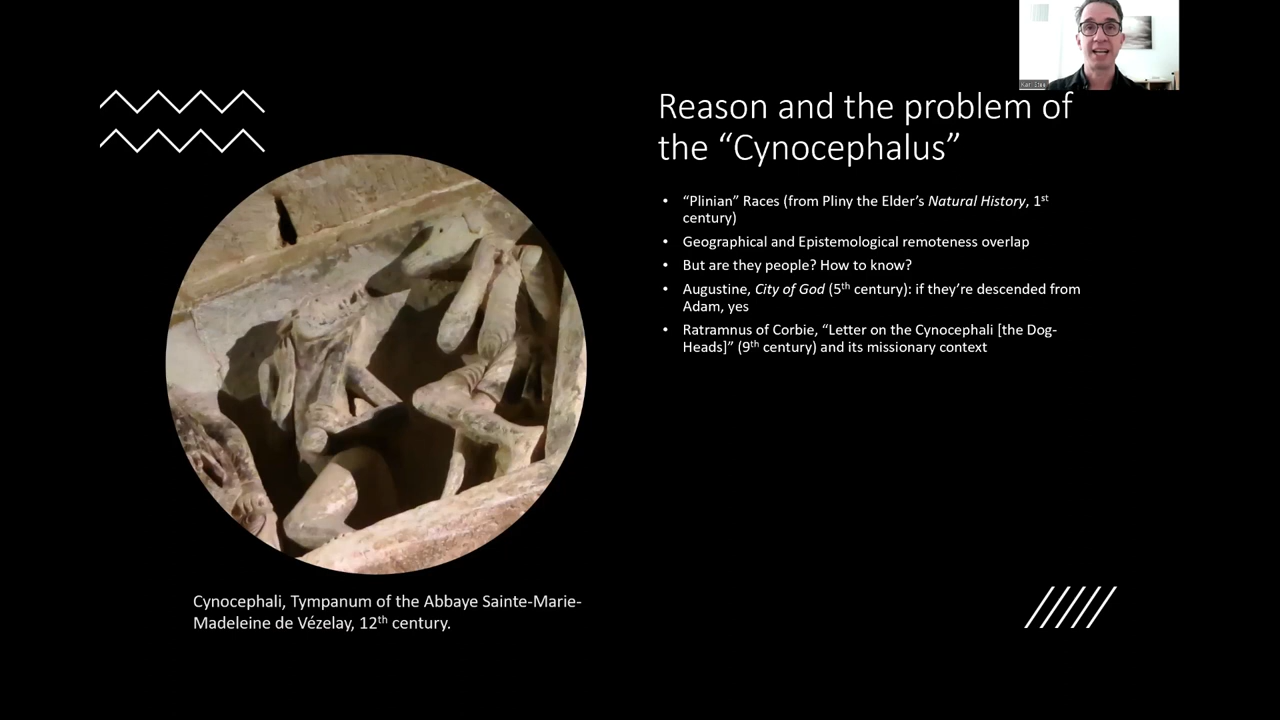 Reason and the problem of
the “Cynocephalus”
• “Plinian” Races (from Pliny the Elder’s Natural History, 1st
century)
• Geographical and Epistemological remoteness overlap
• But are they people? How to know?
• Augustine, City of God (5th century): if they’re descended from
Adam, yes
• Ratramnus of Corbie, “Letter on the Cynocephali [the Dog-
Heads]” (9th century) and its missionary context
Cynocephali, Tympanum of the Abbaye Sainte-Marie-
Madeleine de Vézelay, 12th century.